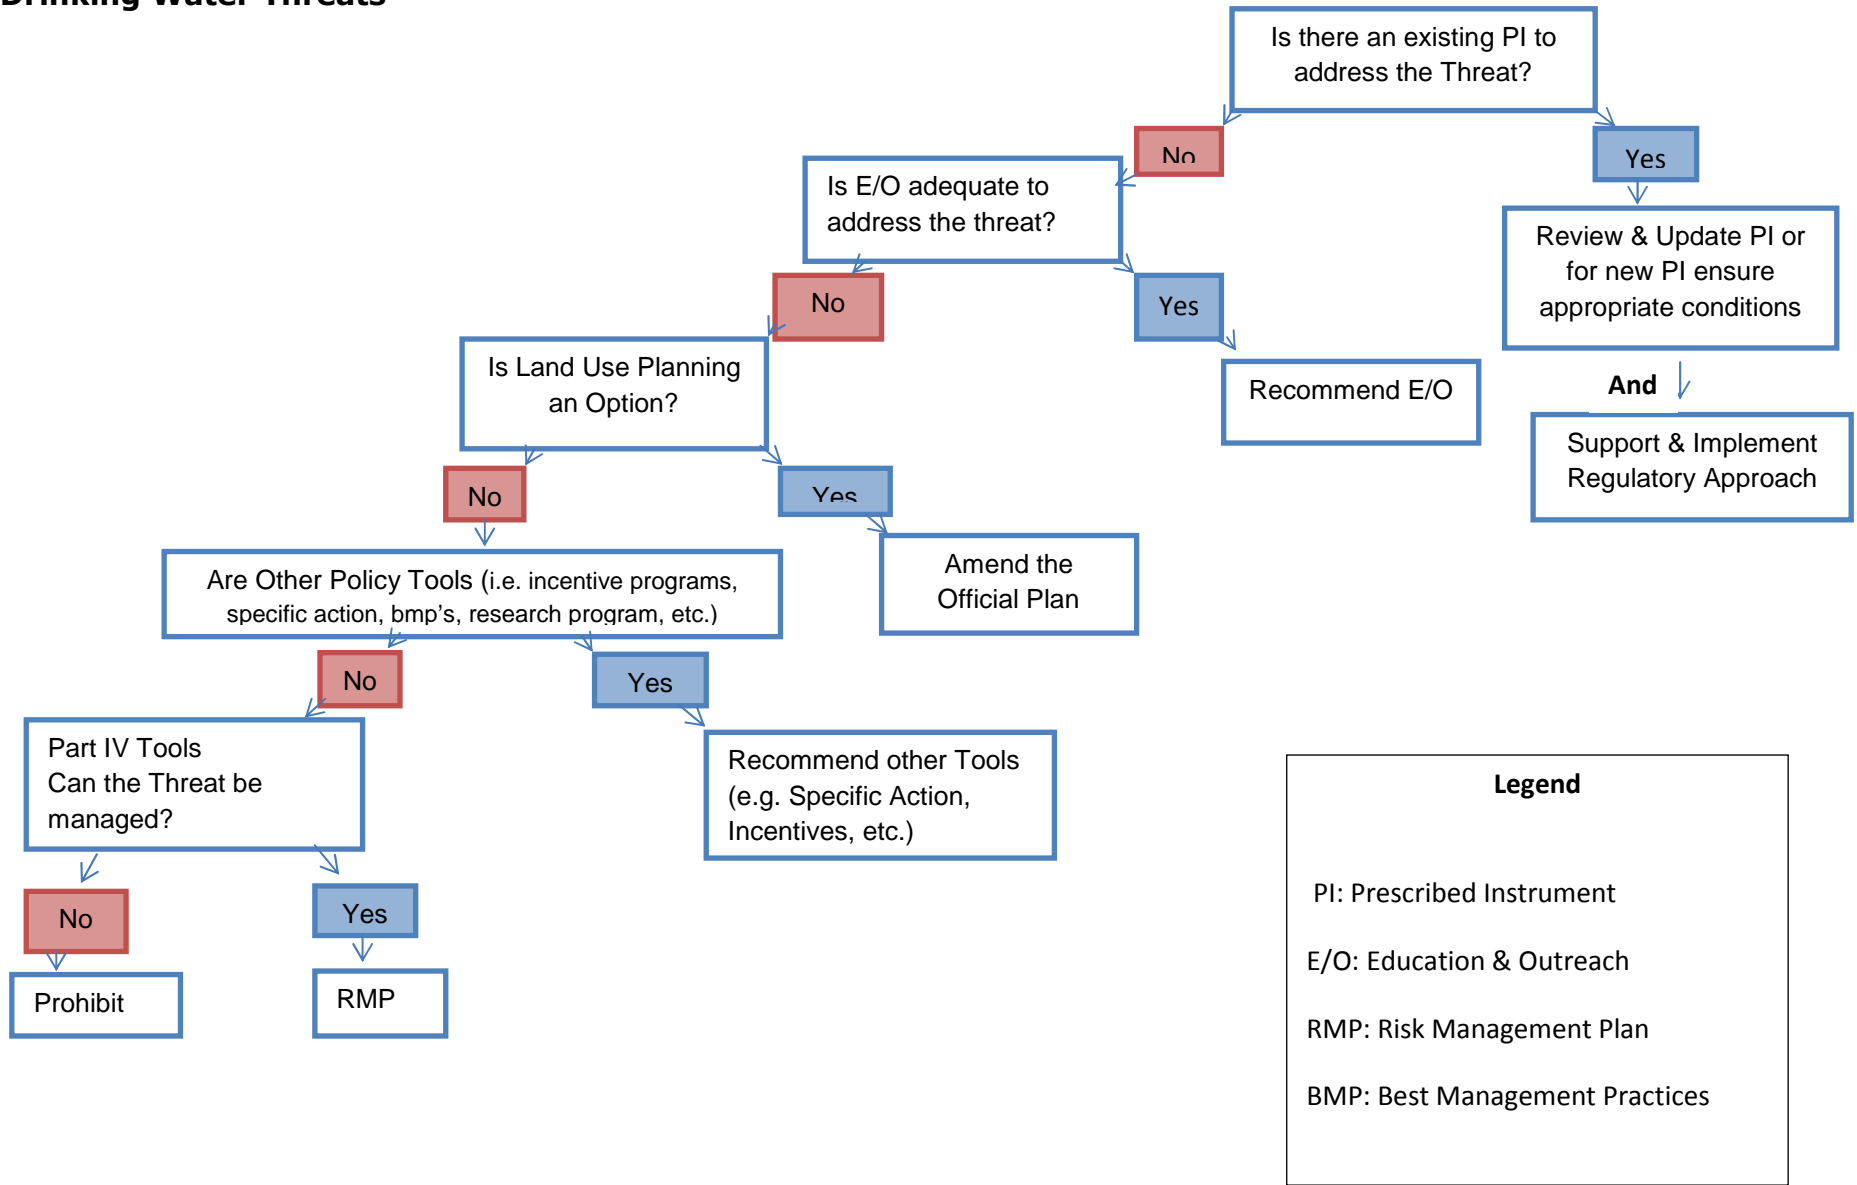 Drinking Water Threats
Is there an existing PI to
address the Threat?
No
Yes
Is E/O adequate to
address the threat?
Review & Update PI or
for new PI ensure
appropriate conditions
No
Yes
Is Land Use Planning
an Option?
Recommend E/O
And
Support & Implement
Regulatory Approach
No
Yes
Are Other Policy Tools (i.e. incentive programs,
specific action, bmp's, research program, etc.)
Amend the
Official Plan
No
Yes
Part IV Tools
Can the Threat be
managed?
Recommend other Tools
(e.g. Specific Action,
Incentives, etc.)
No
Yes
Prohibit
RMP
Legend
PI: Prescribed Instrument
E/O: Education & Outreach
RMP: Risk Management Plan
BMP: Best Management Practices